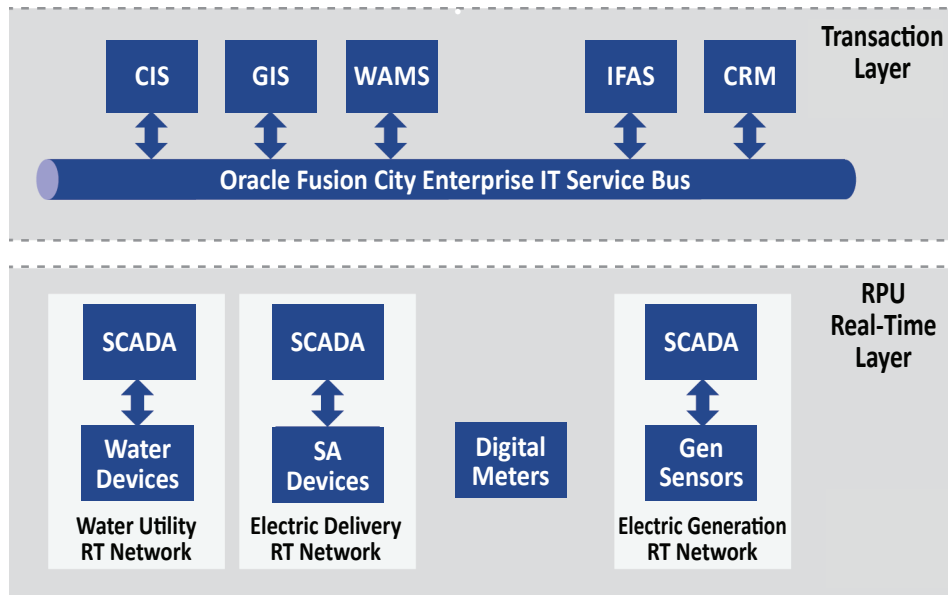 Transaction
Layer
CIS
GIS
WAMS
IFAS
CRM
Oracle Fusion City Enterprise IT Service Bus
RPU
Real-Time
Layer
SCADA
SCADA
SCADA
Water
Devices
SA
Devices
Digital
Meters
Gen
Sensors
Water Utility
RT Network
Electric Delivery
RT Network
Electric Generation
RT Network